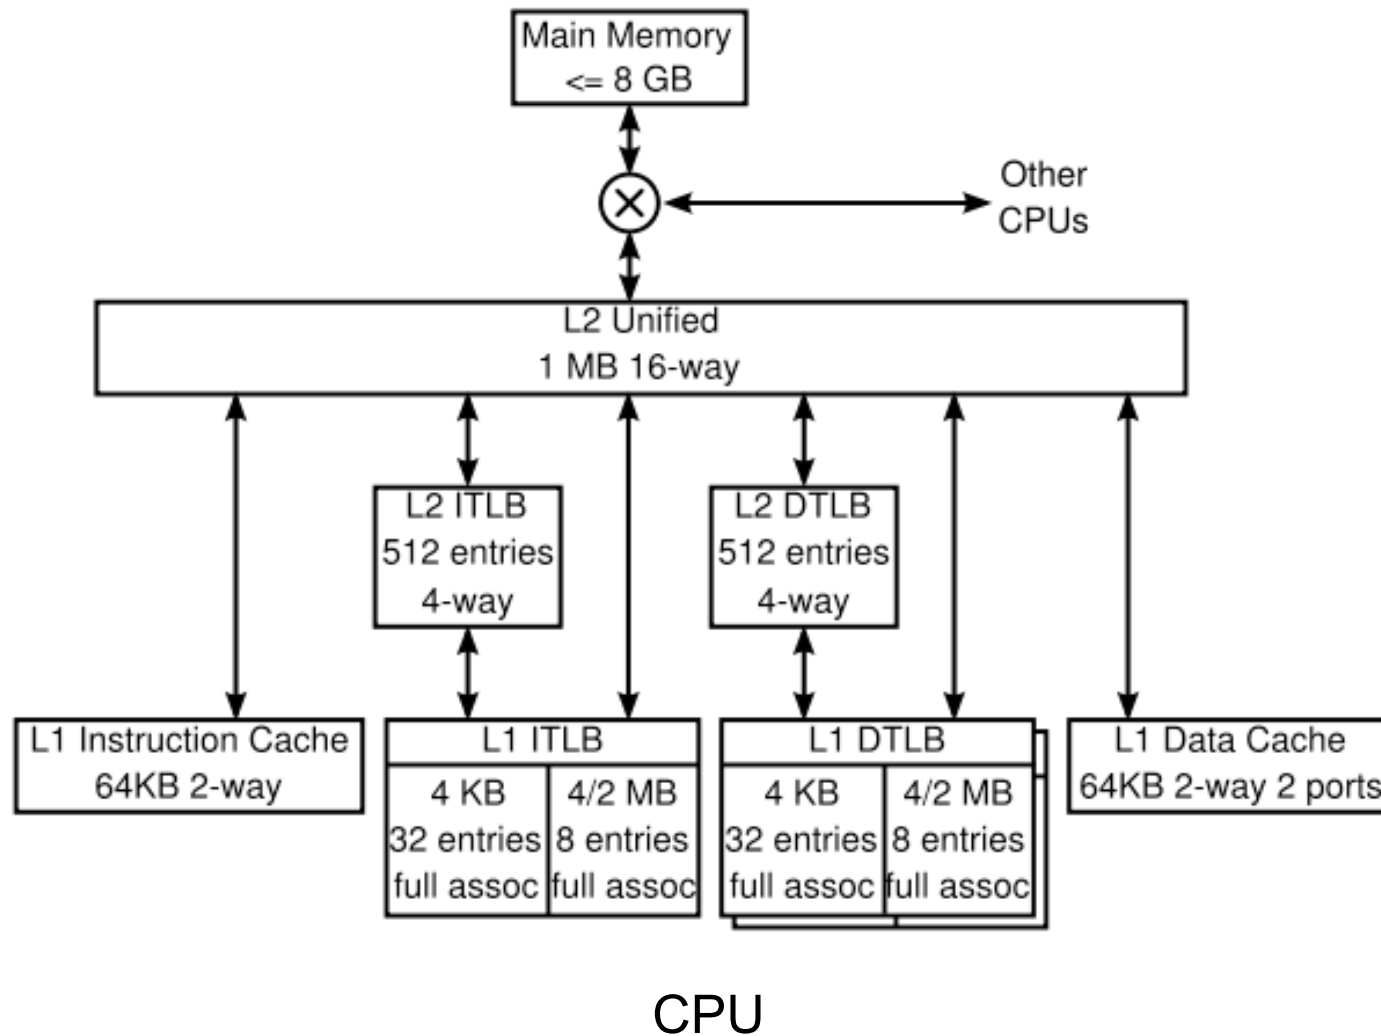 Main Memory
<= 8 GB
Other
CPUs
L2 Unified
1 MB 16-way
L2 ITLB
512 entries
4-way
L2 DTLB
512 entries
4-way
L1 Instruction Cache
64KB 2-way
L1 ITLB
4 KB
32 entries
full assoc
4/2 MB
8 entries
full assoc
L1 DTLB
4 KB
32 entries
full assoc
4/2 MB
8 entries
full assoc
L1 Data Cache
64KB 2-way 2 ports
CPU